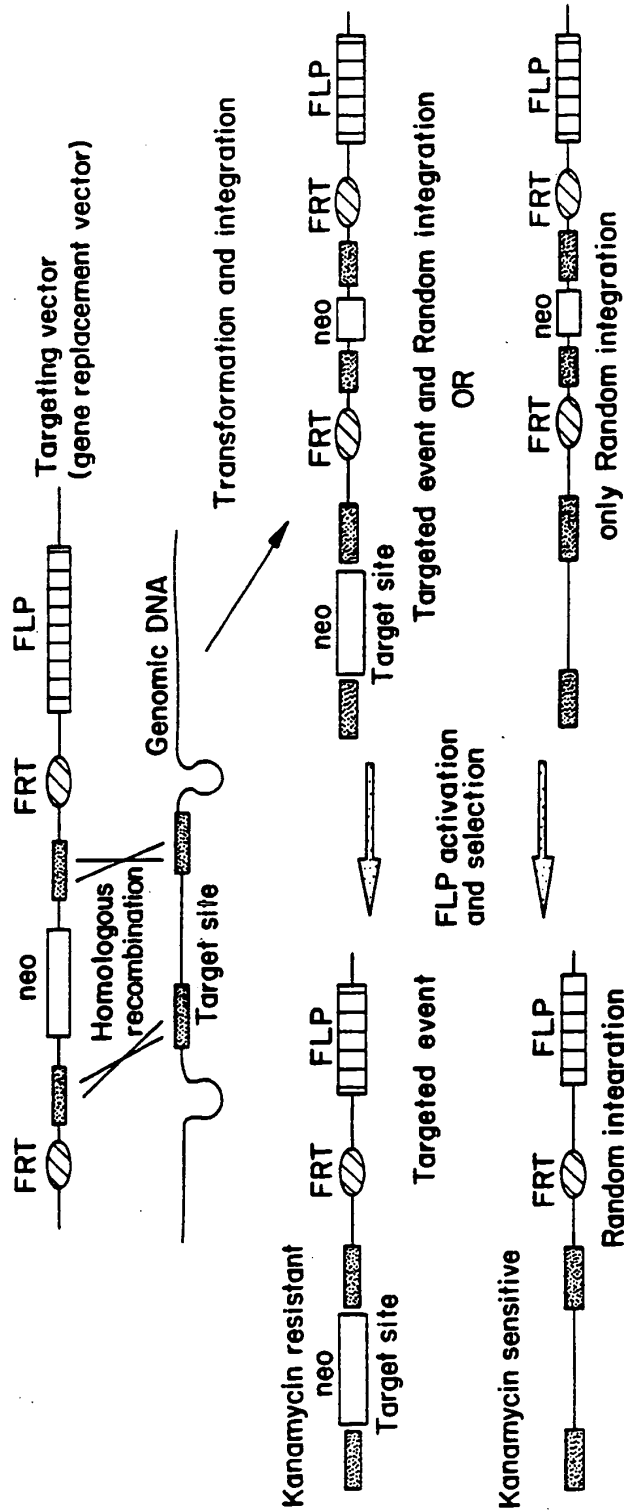 Targeting vector
(gene replacement vector)
FRT
neo
FRT
FLP
Homologous
recombination
Genomic DNA
Target site
Transformation and integration
neo
Target site
FRT
neo
FRT
FLP
Targeted event and Random integration
OR
FRT
neo
FRT
FLP
only Random integration
FLP activation
and selection
Kanamycin resistant
neo
Target site
FRT
FLP
Targeted event
Kanamycin sensitive
FRT
FLP
Random integration